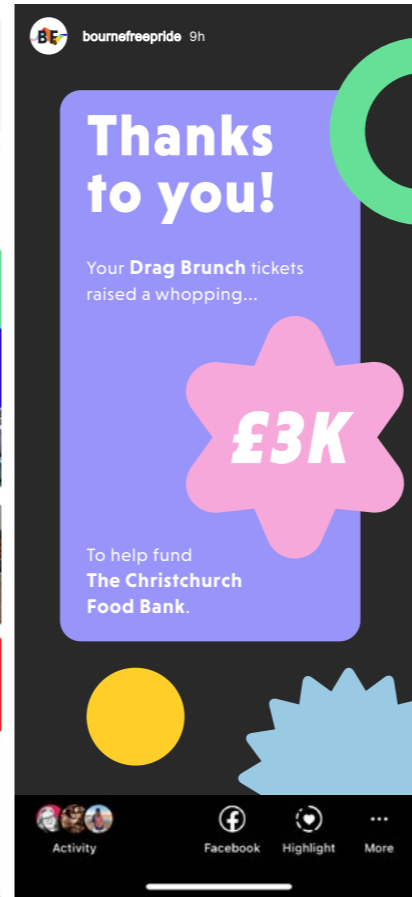 BF
bournefreepride 9h
Thanks
to you!
Your Drag Brunch tickets
raised a whopping...
£3K
To help fund
The Christchurch
Food Bank.
Activity
Facebook
Highlight
More